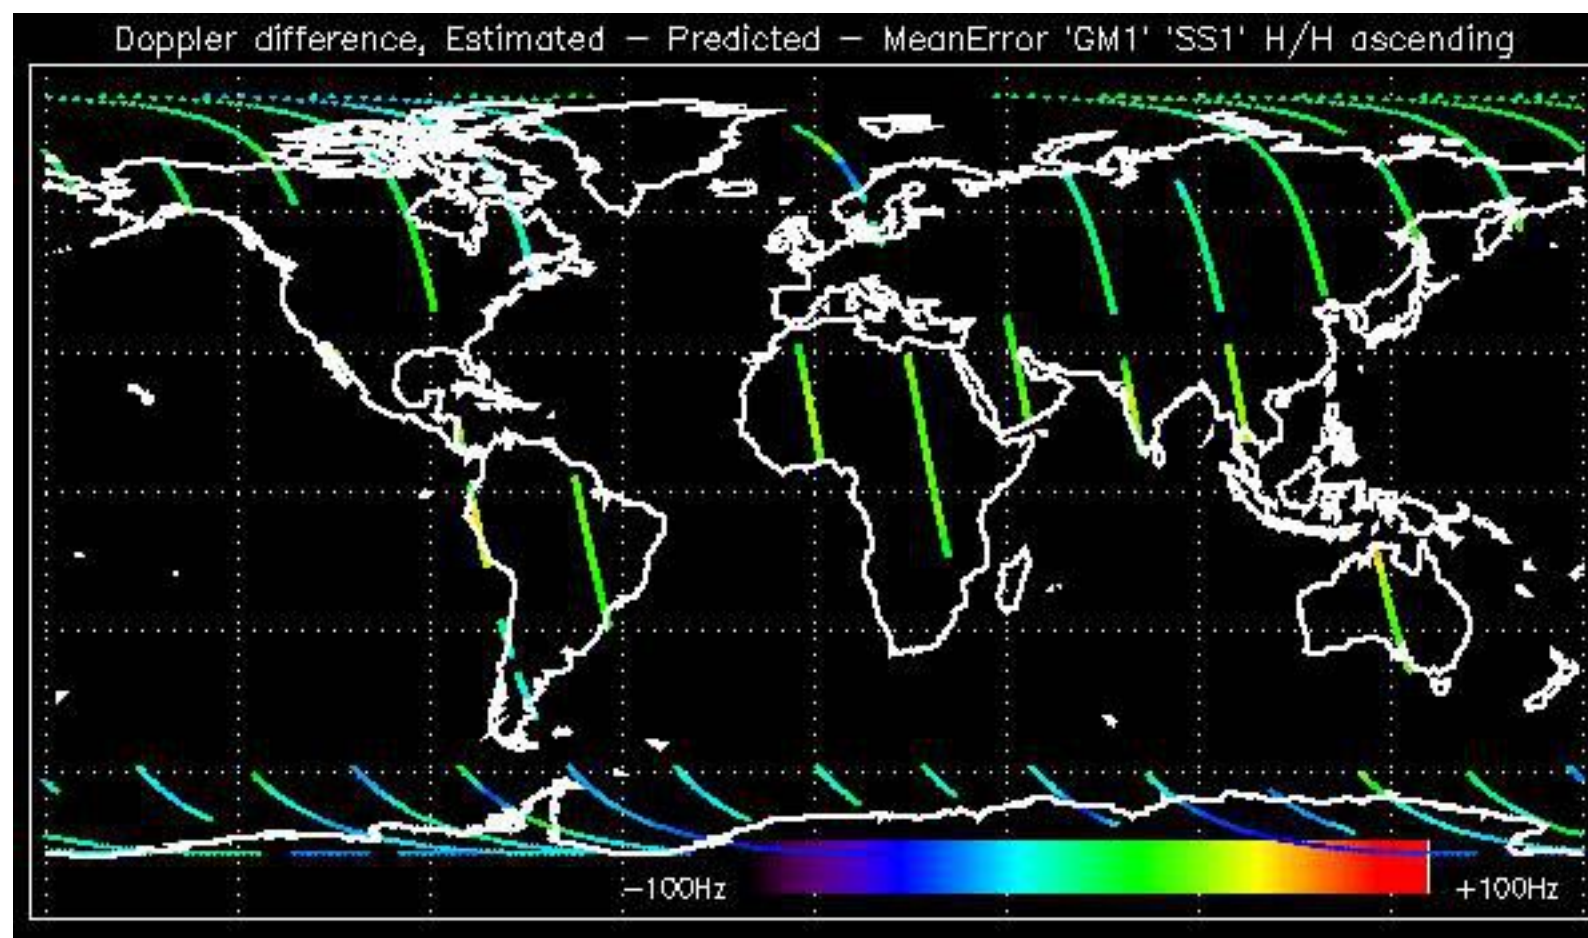 Doppler difference, Estimated – Predicted – MeanError 'GM1' 'SS1' H/H ascending
-100Hz +100Hz